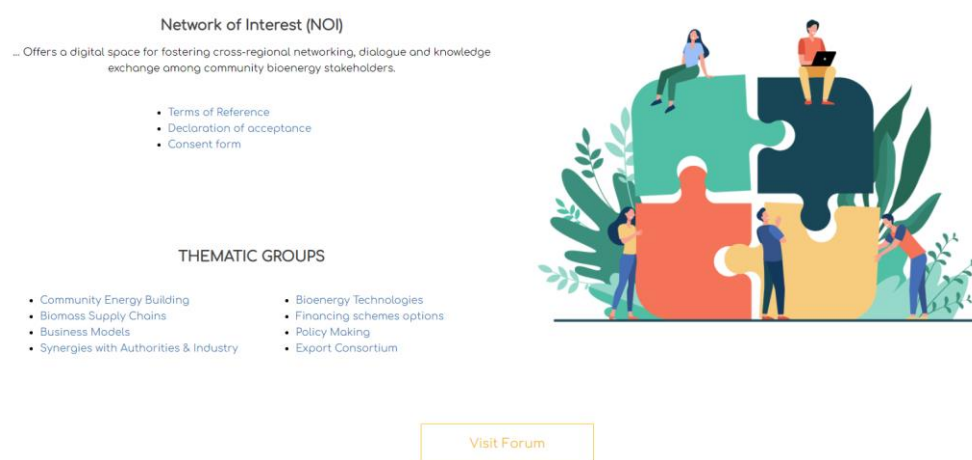 Network of Interest (NOI)
... Offers a digital space for fostering cross-regional networking, dialogue and knowledge
exchange among community bioenergy stakeholders.
Terms of Reference
Declaration of acceptance
Consent form
THEMATIC GROUPS
Community Energy Building
Biomass Supply Chains
Business Models
Synergies with Authorities & Industry
Bioenergy Technologies
Financing schemes options
Policy Making
Export Consortium
Visit Forum